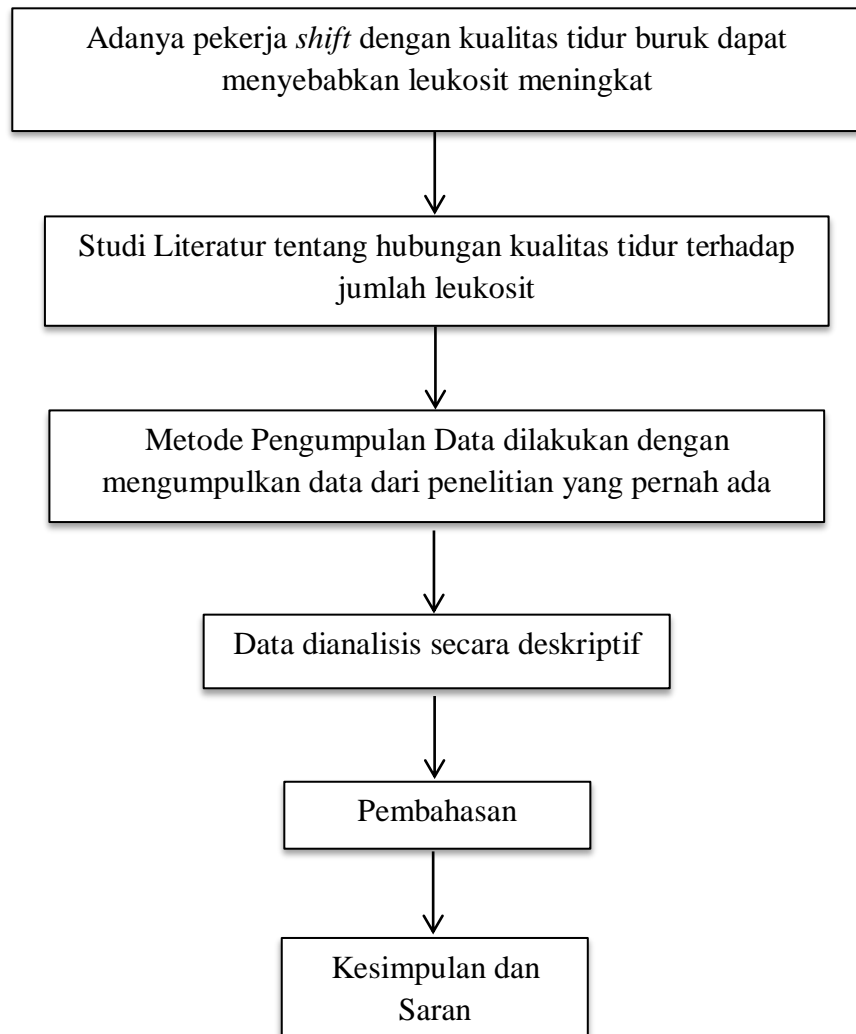 Adanya pekerja shift dengan kualitas tidur buruk dapat
menyebabkan leukosit meningkat
Studi Literatur tentang hubungan kualitas tidur terhadap
jumlah leukosit
Metode Pengumpulan Data dilakukan dengan
mengumpulkan data dari penelitian yang pernah ada
Data dianalisis secara deskriptif
Pembahasan
Kesimpulan dan
Saran